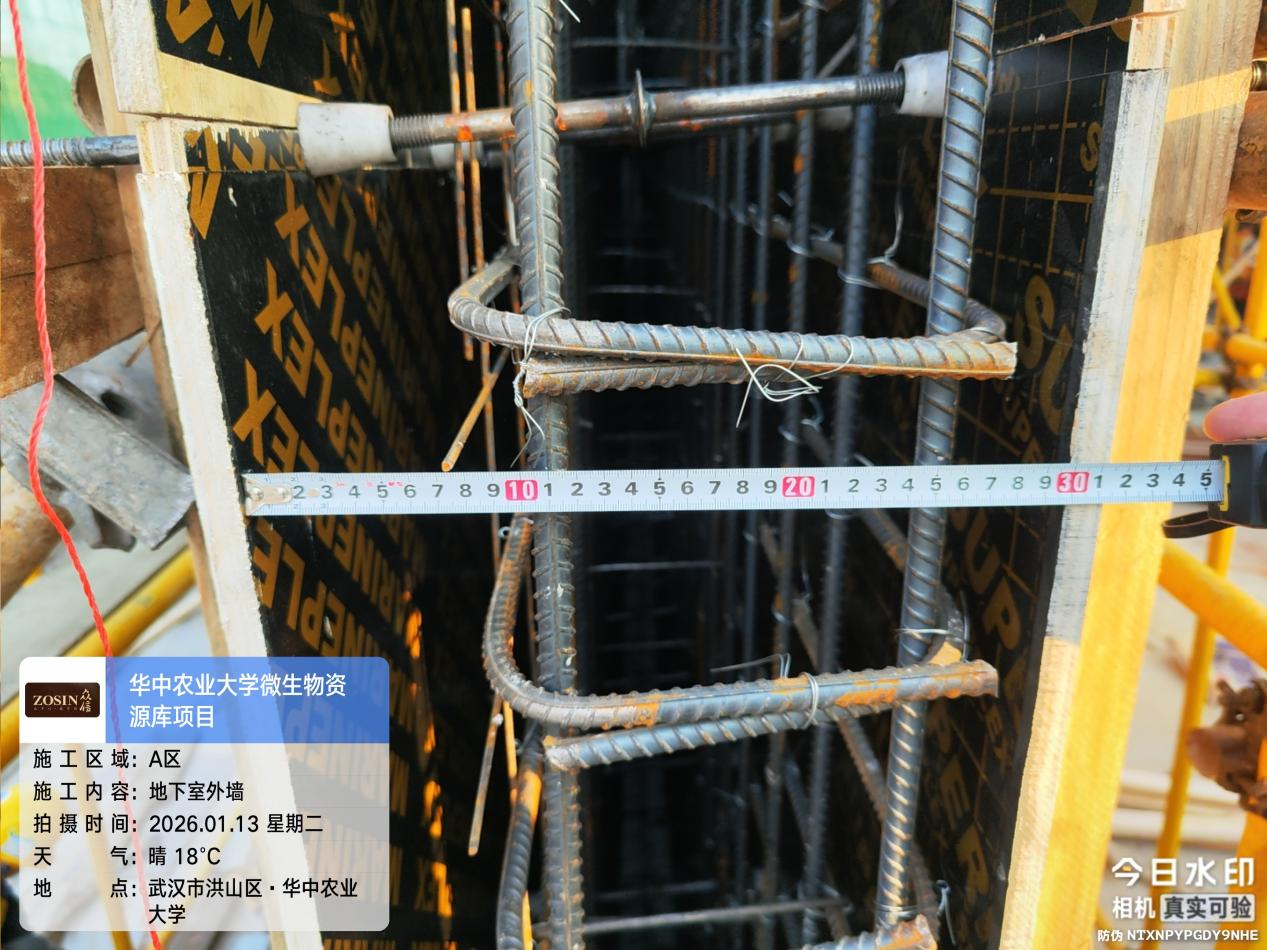 MARINEPLEX
SUPER
2 3 4 5 6 7 8 9 10 1 2 3 4 5 6 7 8 9 20 1 2 3 4 5 6 7 8 9 30 1 2 3 4 5
ZOSIN 众信
华中农业大学微生物资
源库项目
施工区域：A区
施工内容：地下室外墙
拍摄时间：2026.01.13 星期二
天气：晴 18°C
地点：武汉市洪山区·华中农业
大学
今日水印
相机 真实可验
防伪 NTXNPYPGDY9NHE